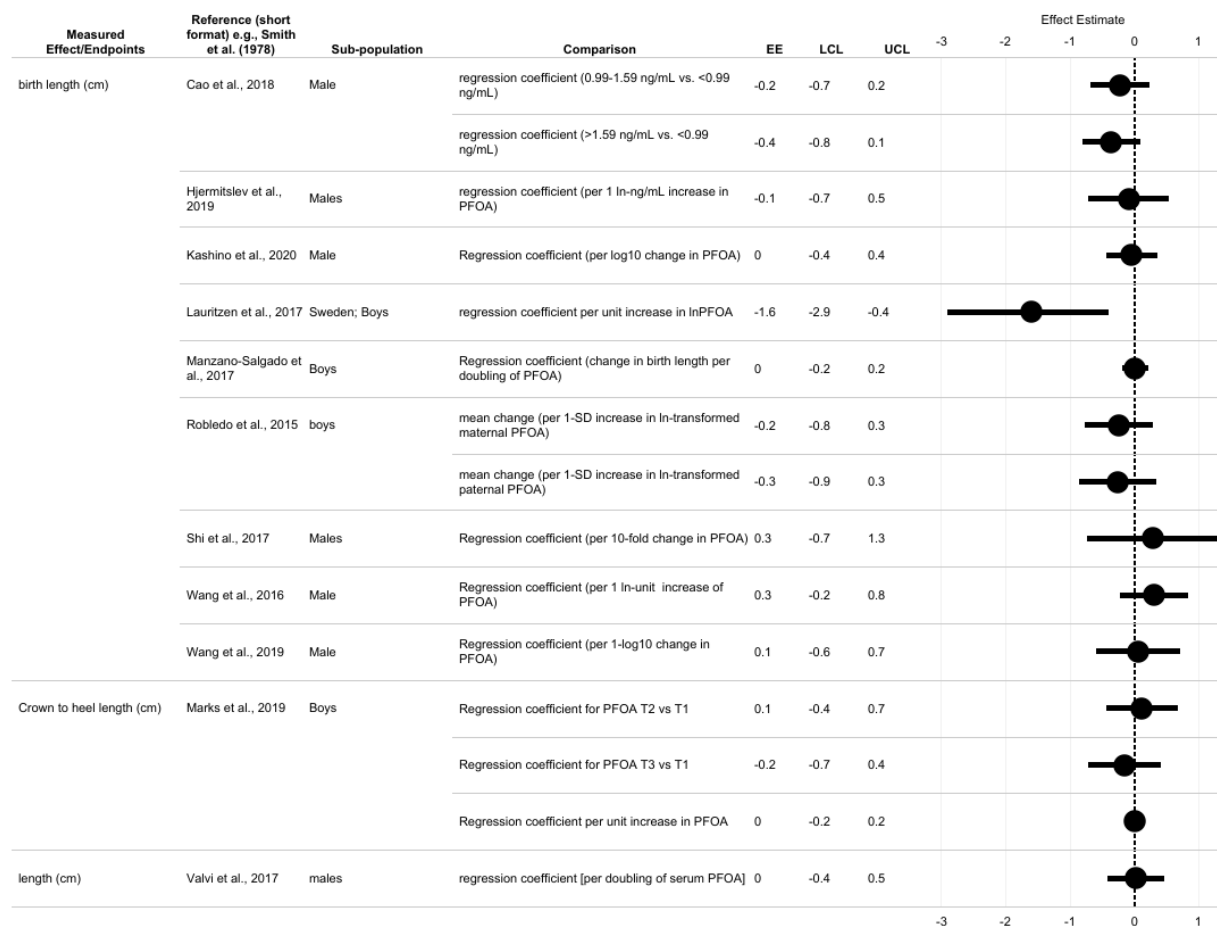 Effect Estimate
Measured Effect/Endpoints
Reference (short format) e.g., Smith et al. (1978)
Sub-population
Comparison
EE
LCL
UCL
-3 -2 -1 0 1
birth length (cm) Cao et al., 2018 Male regression coefficient (0.99-1.59 ng/mL vs. <0.99 ng/mL) -0.2 -0.7 0.2
regression coefficient (>1.59 ng/mL vs. <0.99 ng/mL) -0.4 -0.8 0.1
Hjermitslev et al., 2019 Males regression coefficient (per 1 ln-ng/mL increase in PFOA) -0.1 -0.7 0.5
Kashino et al., 2020 Male Regression coefficient (per log10 change in PFOA) 0 -0.4 0.4
Lauritzen et al., 2017 Sweden; Boys regression coefficient per unit increase in lnPFOA -1.6 -2.9 -0.4
Manzano-Salgado et al., 2017 Boys Regression coefficient (change in birth length per doubling of PFOA) 0 -0.2 0.2
Robledo et al., 2015 boys mean change (per 1-SD increase in ln-transformed maternal PFOA) -0.2 -0.8 0.3
mean change (per 1-SD increase in ln-transformed paternal PFOA) -0.3 -0.9 0.3
Shi et al., 2017 Males Regression coefficient (per 10-fold change in PFOA) 0.3 -0.7 1.3
Wang et al., 2016 Male Regression coefficient (per 1 ln-unit increase of PFOA) 0.3 -0.2 0.8
Wang et al., 2019 Male Regression coefficient (per 1-log10 change in PFOA) 0.1 -0.6 0.7
Crown to heel length (cm) Marks et al., 2019 Boys Regression coefficient for PFOA T2 vs T1 0.1 -0.4 0.7
Regression coefficient for PFOA T3 vs T1 -0.2 -0.7 0.4
Regression coefficient per unit increase in PFOA 0 -0.2 0.2
length (cm) Valvi et al., 2017 males regression coefficient [per doubling of serum PFOA] 0 -0.4 0.5
-3 -2 -1 0 1